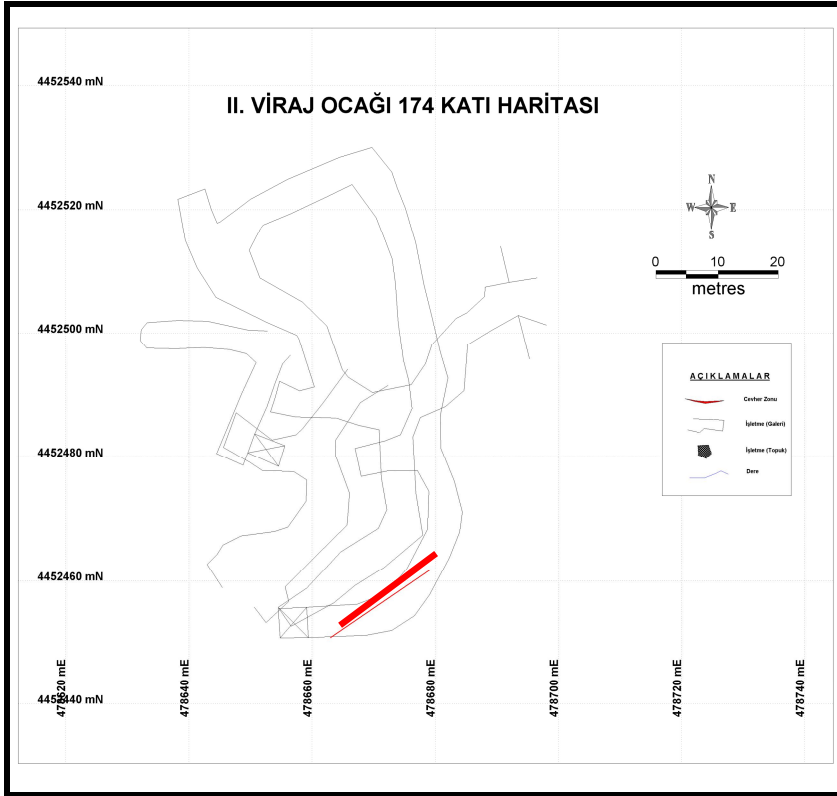 4452540 mN
II. VİRAJ OCAĞI 174 KATI HARİTASI
4452520 mN
N
W E
S
0 10 20
metres
4452500 mN
AÇIKLAMALAR
Cevher Zonu
İşletme (Galeri)
İşletme (Topuk)
Dere
4452480 mN
4452460 mN
4452440 mN
478620 mE
478640 mE
478660 mE
478680 mE
478700 mE
478720 mE
478740 mE